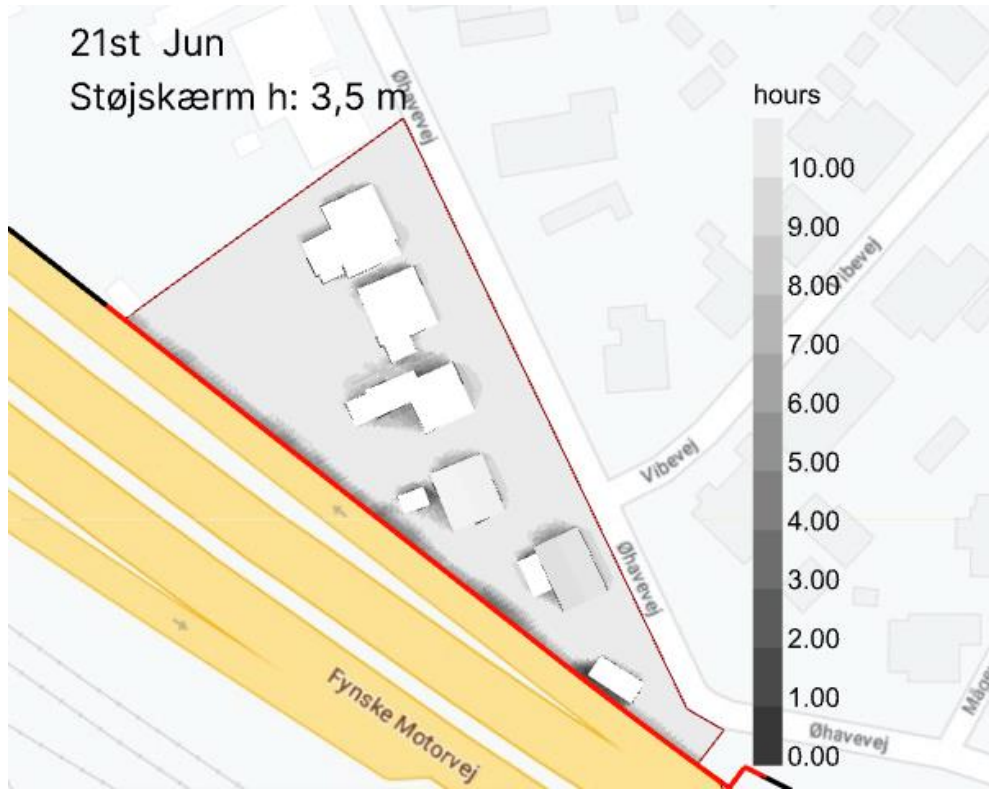 21st Jun
Støjskærm h: 3,5 m
Øhavevej
hours
10.00
9.00
8.00
7.00
6.00
5.00
4.00
3.00
2.00
1.00
0.00
Vibevej
Vibevej
Øhavevej
Fynske Motorvej
Øhavevej